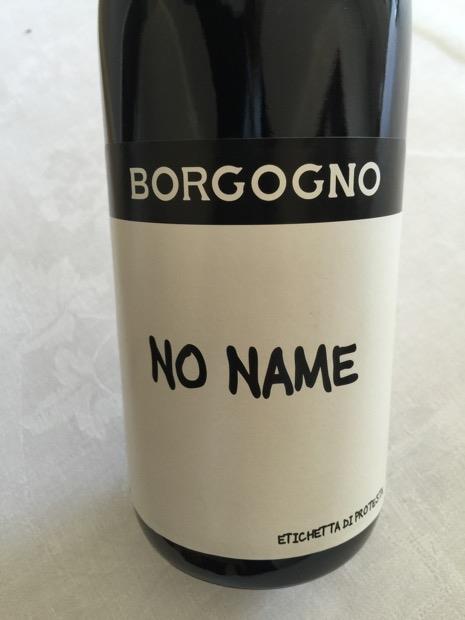 BORGOGNO
NO NAME
ETICHETTA DI PROTESTA